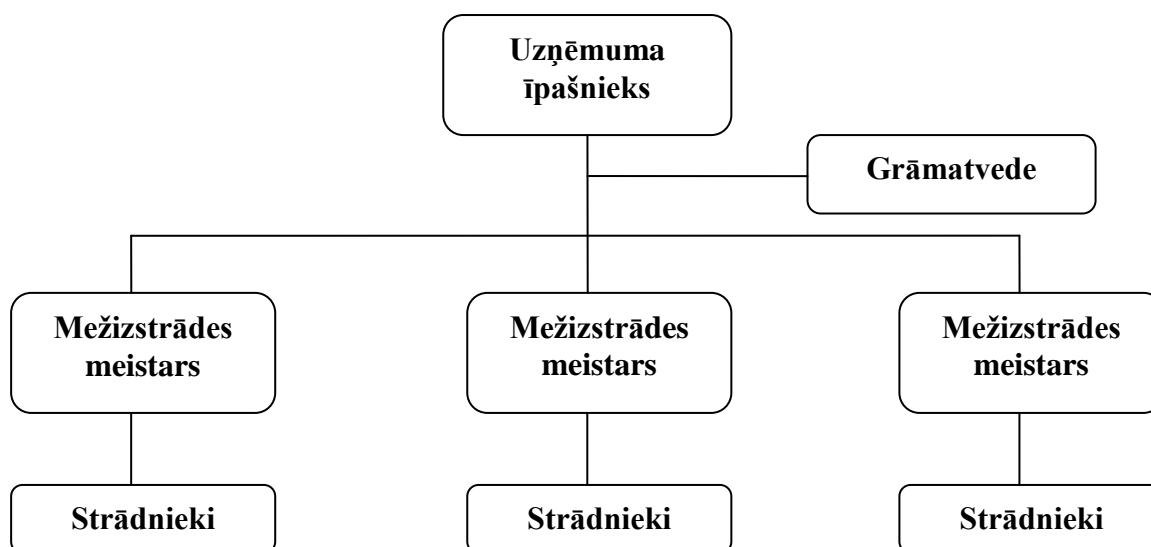 Uzņēmuma
īpašnieks
Grāmatvede
Mežizstrādes
meistars
Mežizstrādes
meistars
Mežizstrādes
meistars
Strādnieki
Strādnieki
Strādnieki